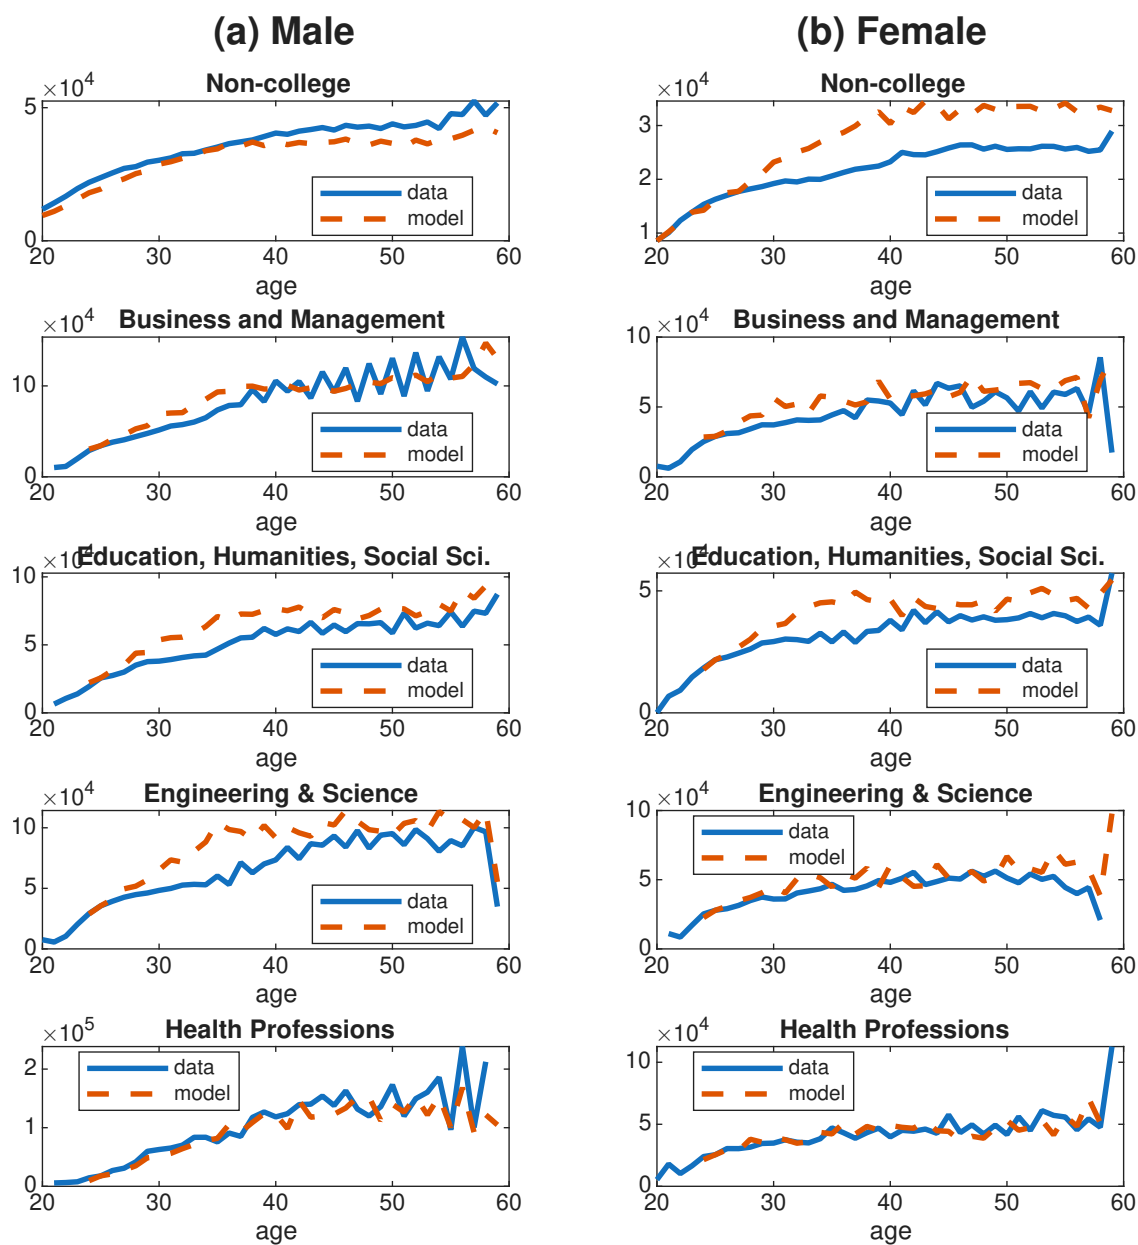 (a) Male
(b) Female
×10⁴
Non-college
5
0
20 30 40 50 60
age
data
model
×10⁴
Non-college
3
2
1
20 30 40 50 60
age
data
model
×10⁴
Business and Management
10
5
0
20 30 40 50 60
age
data
model
×10⁴
Business and Management
10
5
0
20 30 40 50 60
age
data
model
×10⁴
Education, Humanities, Social Sci.
10
5
0
20 30 40 50 60
age
data
model
×10⁴
Education, Humanities, Social Sci.
5
0
20 30 40 50 60
age
data
model
×10⁴
Engineering & Science
10
5
0
20 30 40 50 60
age
data
model
×10⁴
Engineering & Science
10
5
0
20 30 40 50 60
age
data
model
×10⁵
Health Professions
2
1
0
20 30 40 50 60
age
data
model
×10⁴
Health Professions
10
5
0
20 30 40 50 60
age
data
model